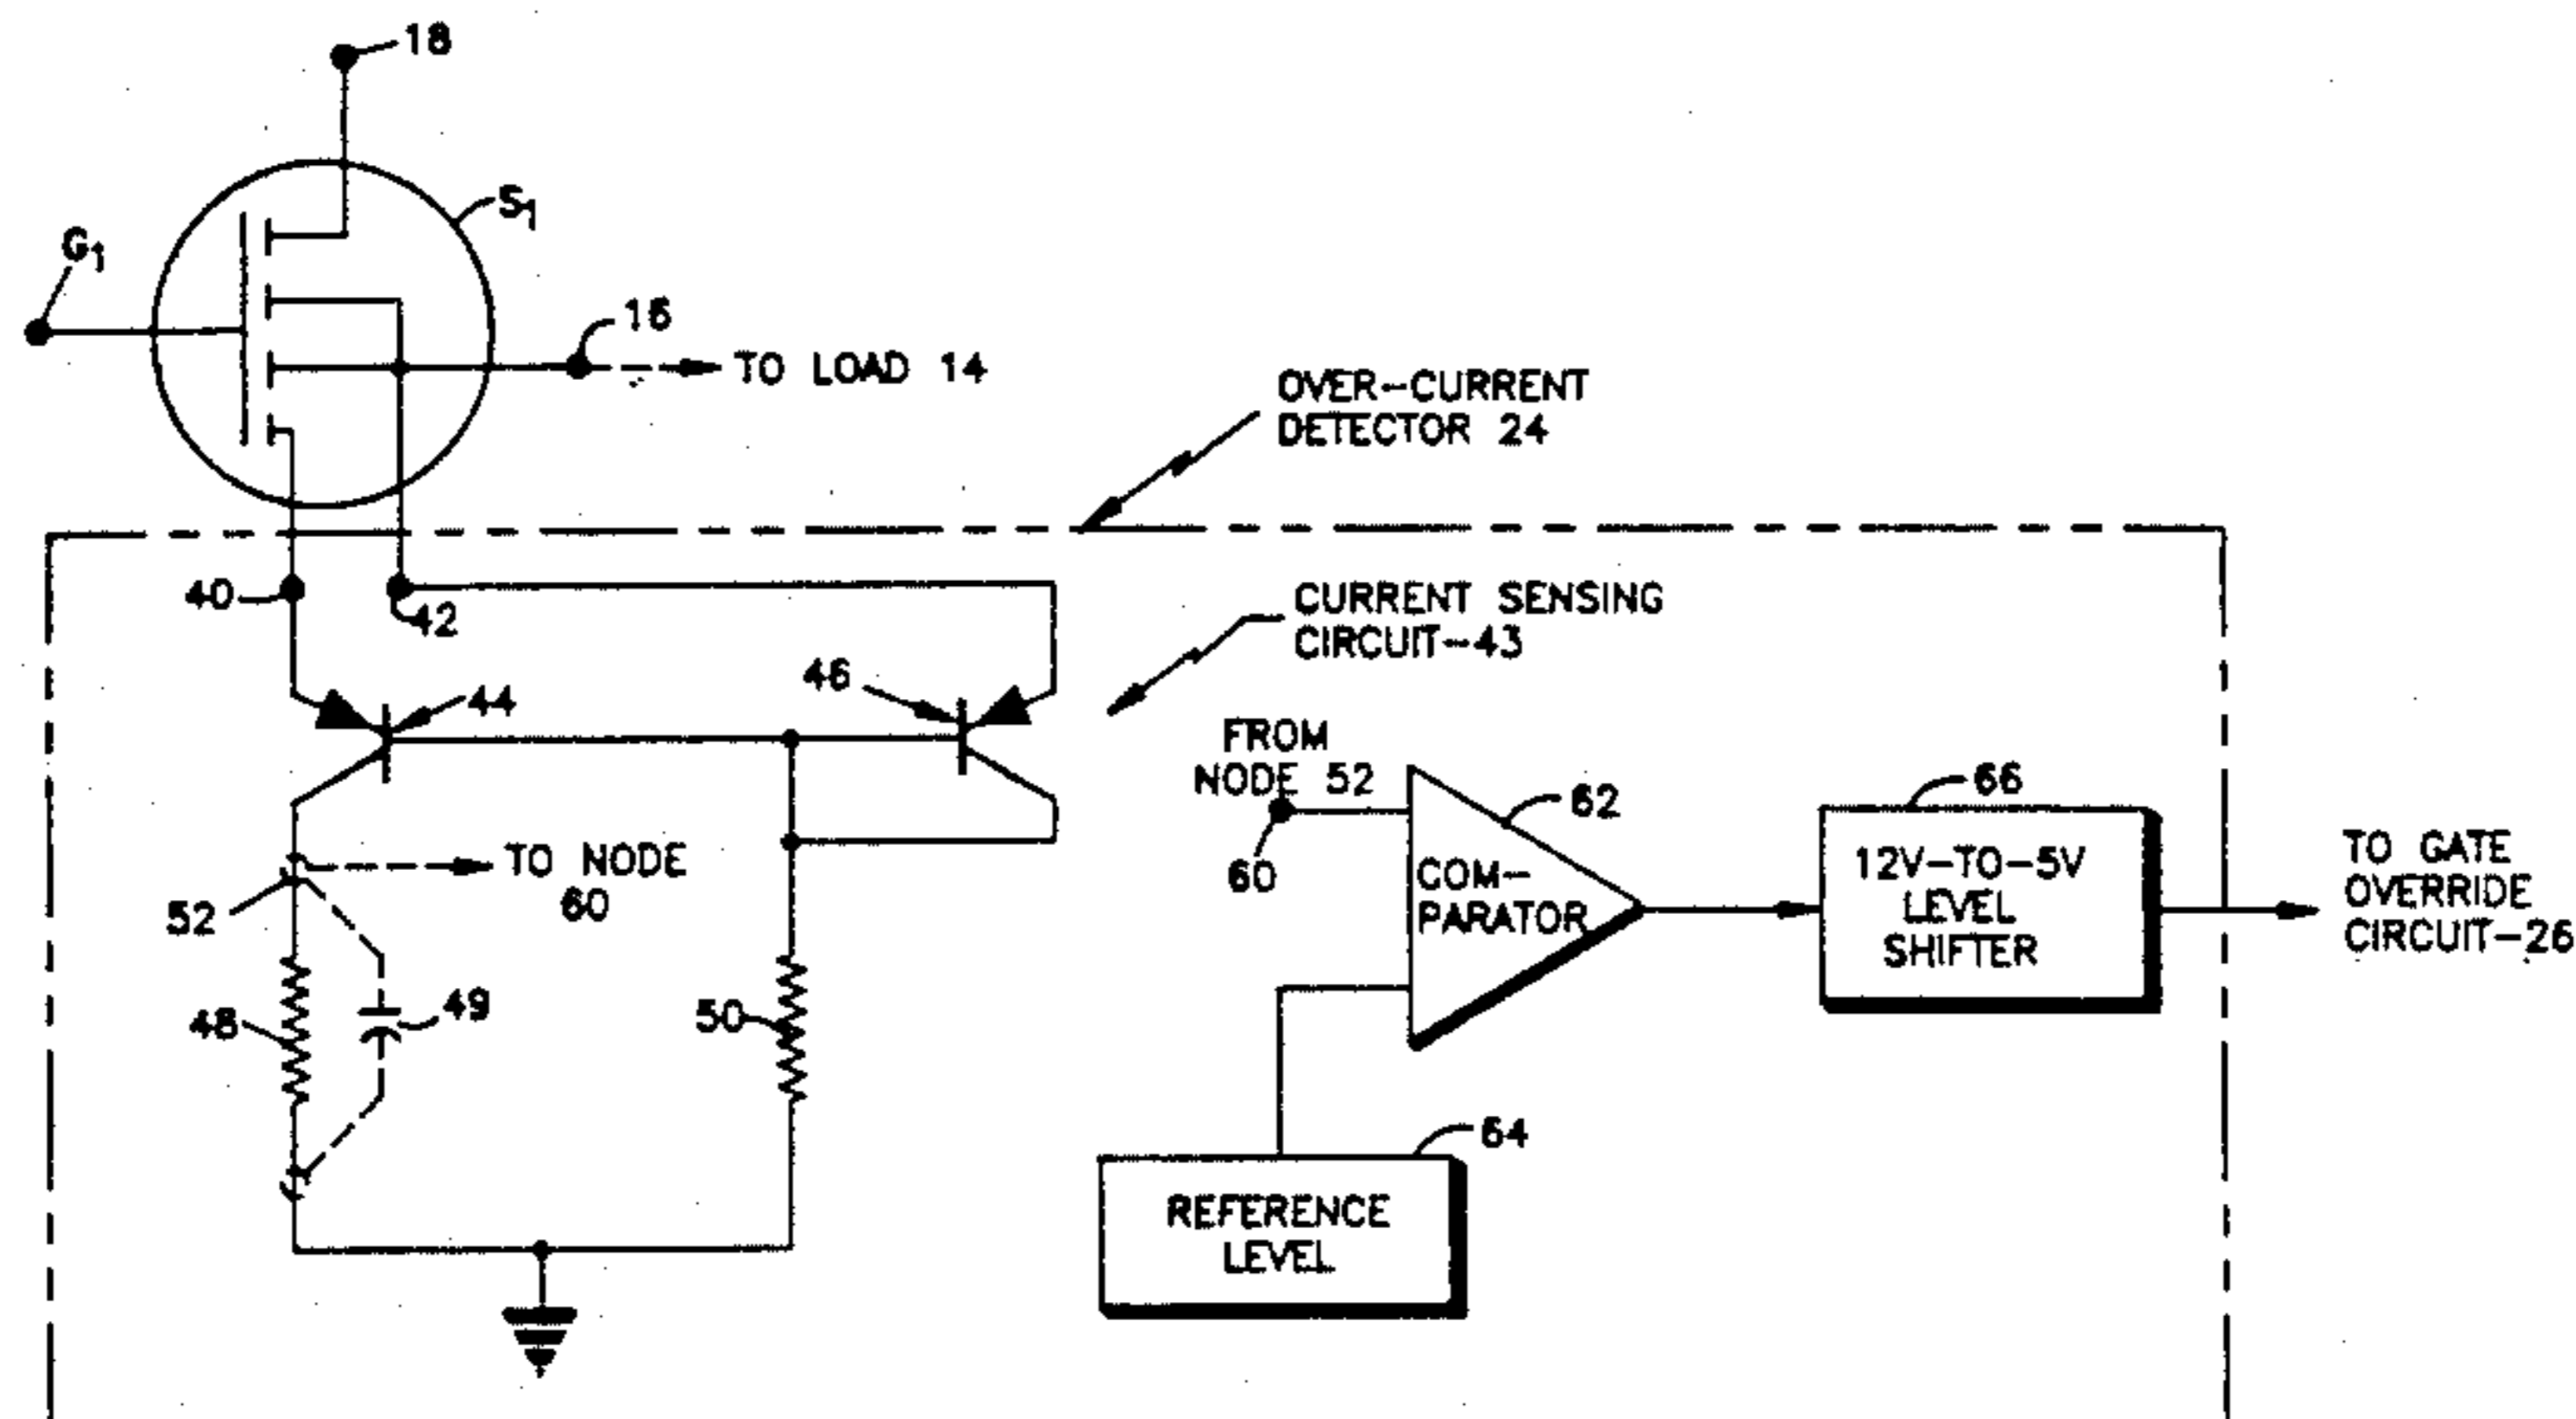 18
S1
G1
16
TO LOAD 14
OVER-CURRENT
DETECTOR 24
40
42
CURRENT SENSING
CIRCUIT-43
44
46
FROM
NODE 52
60
62
COM-
PARATOR
66
12V-TO-5V
LEVEL
SHIFTER
TO GATE
OVERRIDE
CIRCUIT-26
TO NODE
60
52
48
49
50
64
REFERENCE
LEVEL